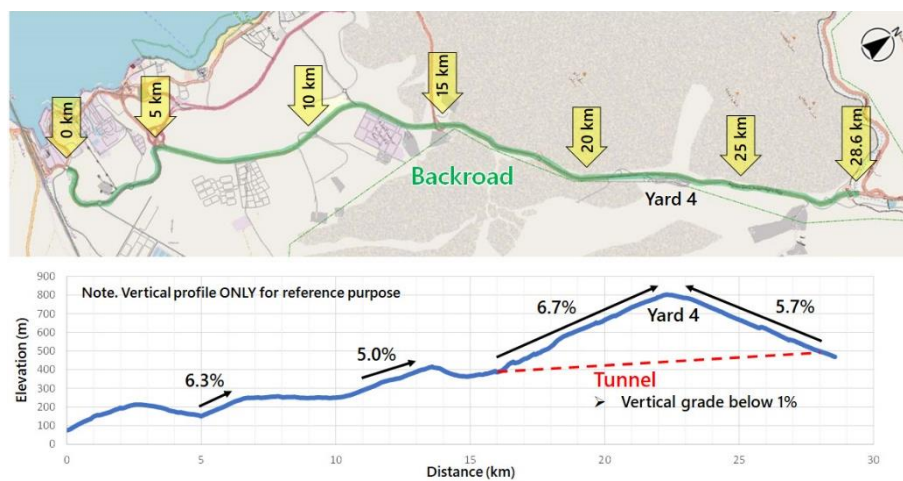 0 km
5 km
10 km
15 km
20 km
25 km
28.6 km
N
Backroad
Yard 4
900
800
700
600
500
400
300
200
100
0
Elevation (m)
Note. Vertical profile ONLY for reference purpose
6.3%
5.0%
6.7%
Yard 4
5.7%
Tunnel
➤ Vertical grade below 1%
0 5 10 15 20 25 30
Distance (km)